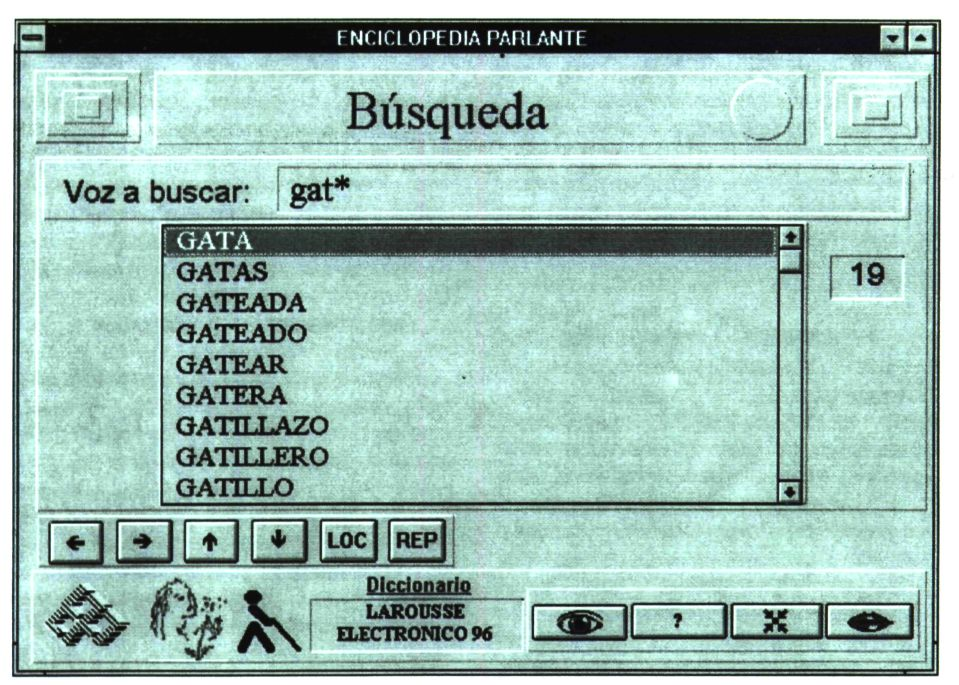 ENCICLOPEDIA PARLANTE
Búsqueda
Voz a buscar: gat*
GATA
19
GATAS
GATEADA
GATEADO
GATEAR
GATERA
GATILLAZO
GATILLERO
GATILLO
LOC REP
Diccionario
LAROUSSE
ELECTRONICO 96
?